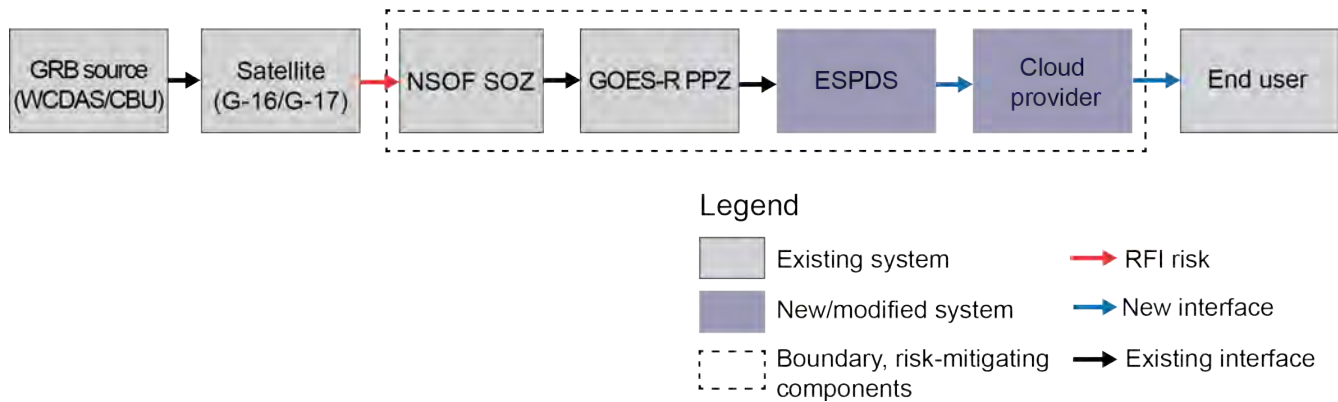 GRB source
(WCDAS/CBU)
Satellite
(G-16/G-17)
NSOF SOZ
GOES-R PPZ
ESPDS
Cloud
provider
End user
Legend
Existing system
RFI risk
New/modified system
New interface
Boundary, risk-mitigating
components
Existing interface